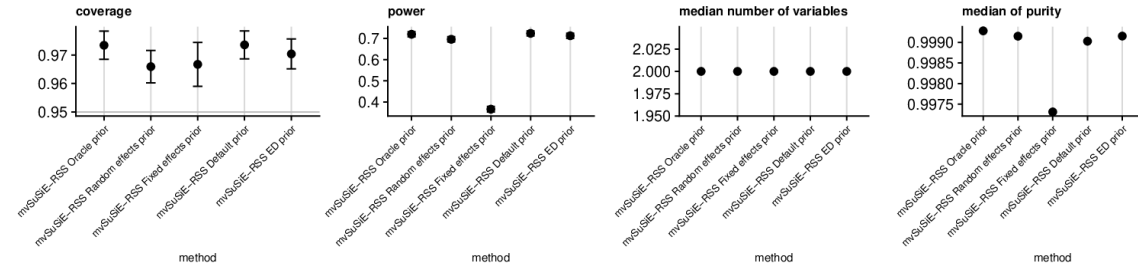 coverage
0.97
0.96
0.95
mvSuSiE−RSS Oracle prior
mvSuSiE−RSS Random effects prior
mvSuSiE−RSS Fixed effects prior
mvSuSiE−RSS Default prior
mvSuSiE−RSS ED prior
method
power
0.7
0.6
0.5
0.4
mvSuSiE−RSS Oracle prior
mvSuSiE−RSS Random effects prior
mvSuSiE−RSS Fixed effects prior
mvSuSiE−RSS Default prior
mvSuSiE−RSS ED prior
method
median number of variables
2.025
2.000
1.975
1.950
mvSuSiE−RSS Oracle prior
mvSuSiE−RSS Random effects prior
mvSuSiE−RSS Fixed effects prior
mvSuSiE−RSS Default prior
mvSuSiE−RSS ED prior
method
median of purity
0.9990
0.9985
0.9980
0.9975
mvSuSiE−RSS Oracle prior
mvSuSiE−RSS Random effects prior
mvSuSiE−RSS Fixed effects prior
mvSuSiE−RSS Default prior
mvSuSiE−RSS ED prior
method